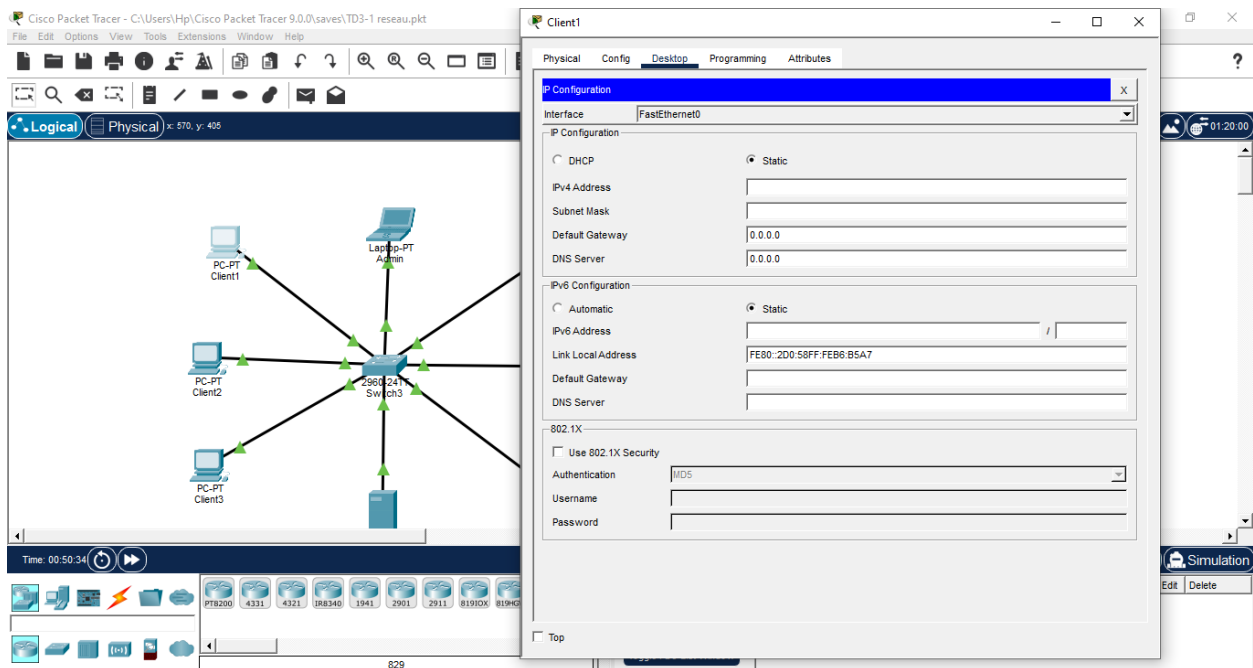 Cisco Packet Tracer - C:\Users\Hp\Cisco Packet Tracer 9.0.0\saves\TD3-1 reseau.pkt
File Edit Options View Tools Extensions Window Help
?
Logical Physical x: 570, y: 405
01:20:00
PC-PT
Client1
Laptop-PT
Admin
PC-PT
Client2
2960-24TT
Switch3
PC-PT
Client3
Time: 00:50:34
Simulation
Edit Delete
PT8200 4331 4321 IR8340 1941 2901 2911 819IOX
829
Client1
Physical Config Desktop Programming Attributes
IP Configuration X
Interface FastEthernet0
IP Configuration
DHCP Static
IPv4 Address
Subnet Mask
Default Gateway 0.0.0.0
DNS Server 0.0.0.0
IPv6 Configuration
Automatic Static
IPv6 Address /
Link Local Address FE80::2D0:58FF:FEB6:B5A7
Default Gateway
DNS Server
802.1X
Use 802.1X Security
Authentication MD5
Username
Password
Top